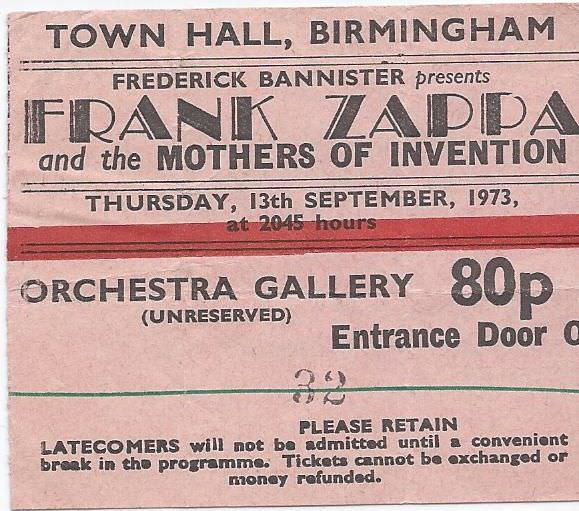 TOWN HALL, BIRMINGHAM
FREDERICK BANNISTER presents
FRANK ZAPPA
and the MOTHERS OF INVENTION
THURSDAY, 13th SEPTEMBER, 1973,
at 2045 hours
ORCHESTRA GALLERY 80p
(UNRESERVED)
Entrance Door O
32
PLEASE RETAIN
LATECOMERS will not be admitted until a convenient
break in the programme. Tickets cannot be exchanged or
money refunded.